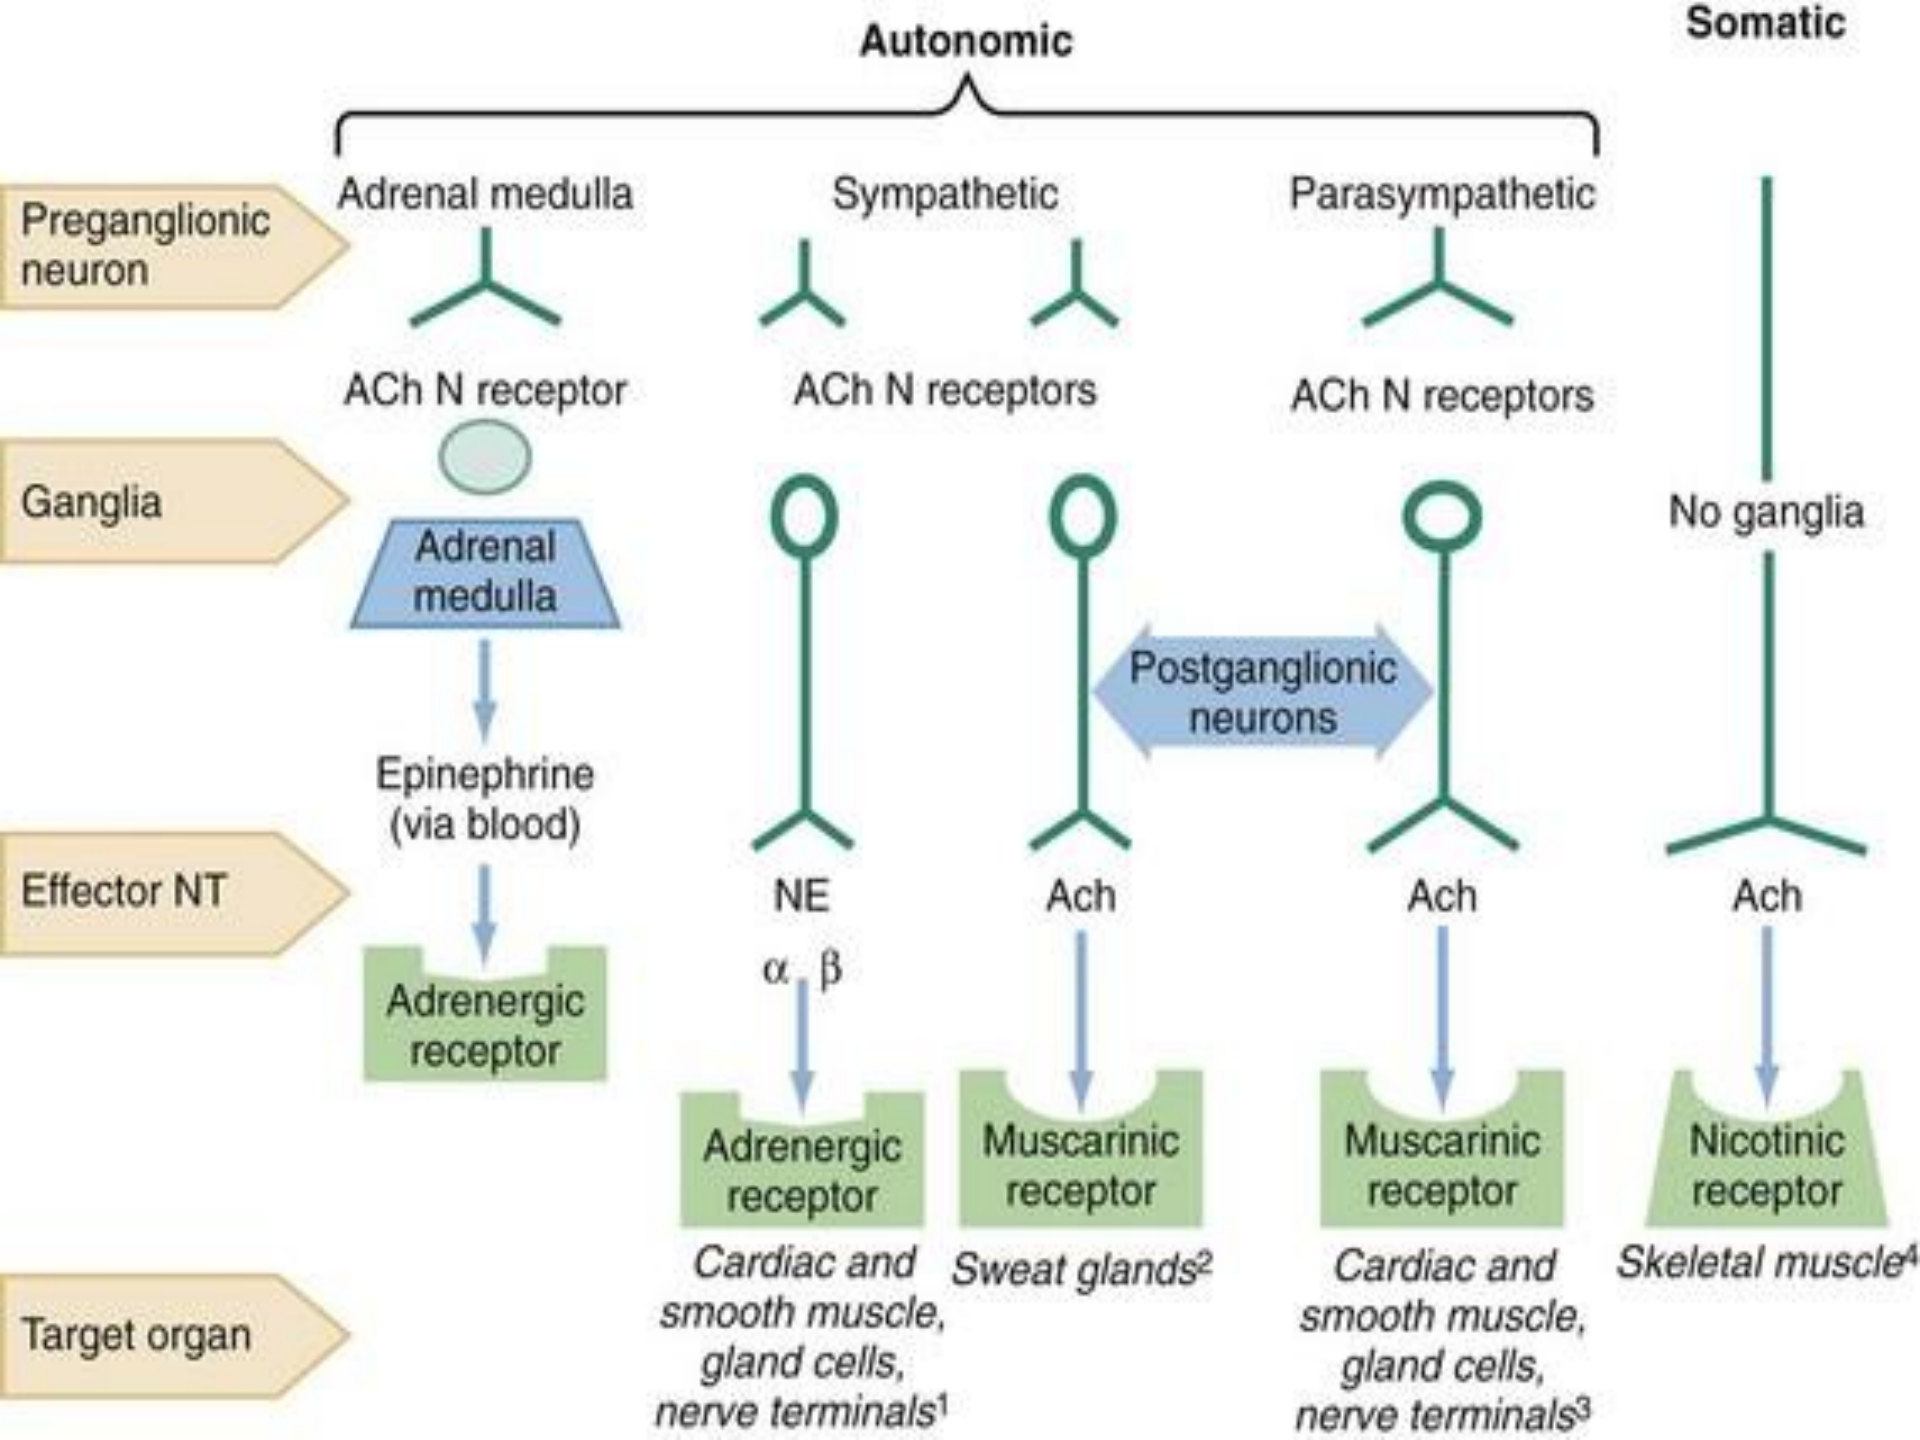 Autonomic
Somatic
Preganglionic
neuron
Adrenal medulla
Sympathetic
Parasympathetic
ACh N receptor
ACh N receptors
ACh N receptors
Ganglia
Adrenal
medulla
No ganglia
Postganglionic
neurons
Epinephrine
(via blood)
Effector NT
NE
Ach
Ach
Ach
α β
Adrenergic
receptor
Adrenergic
receptor
Muscarinic
receptor
Muscarinic
receptor
Nicotinic
receptor
Target organ
Cardiac and
smooth muscle,
gland cells,
nerve terminals1
Sweat glands2
Cardiac and
smooth muscle,
gland cells,
nerve terminals3
Skeletal muscle4